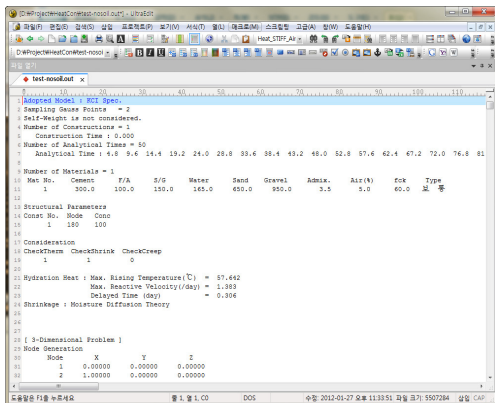 [D:\Project\HeatCon\test-nosoil.out*] - UltraEdit
파일(F) 편집(E) 검색(S) 삽입 프로젝트(P) 보기(V) 서식(T) 열(L) 매크로(M) 스크립팅 고급(A) 창(W) 도움말(H)
Heat_STIFF_Air
D:\Project\HeatCon\test-nosoi
파일 열기
test-nosoil.out x
0 10 20 30 40 50 60 70 80 90 100
1 Adopted Model : KCI Spec.
2 Sampling Gauss Points = 2
3 Self-Weight is not considered.
4 Number of Constructions = 1
5 Construction Time : 0.000
6 Number of Analytical Times = 50
7 Analytical Time : 4.8 9.6 14.4 19.2 24.0 28.8 33.6 38.4 43.2 48.0 52.8 57.6 62.4 67.2 72.0 76.8 81
8
9 Number of Materials = 1
10 Mat No. Cement F/A S/G Water Sand Gravel Admix. Air(%) fck Type
11 1 300.0 100.0 150.0 165.0 650.0 950.0 3.5 5.0 60.0 보 통
12
13 Structural Parameters
14 Const No. Node Conc
15 1 180 100
16
17 Consideration
18 CheckTherm CheckShrink CheckCreep
19 1 1 0
20
21 Hydration Heat : Max. Rising Temperature(℃) = 57.642
22 Max. Reactive Velocity(/day) = 1.383
23 Delayed Time (day) = 0.306
24 Shrinkage : Moisture Diffusion Theory
25
26
27
28 [ 3-Dimensional Problem ]
29 Node Generation
30 Node X Y Z
31 1 0.00000 0.00000 0.00000
32 2 1.00000 0.00000 0.00000
도움말은 F1을 누르세요 줄 1, 열 1, C0 DOS 수정: 2012-01-27 오후 11:33:51 파일 크기: 5507284 삽입 CAP